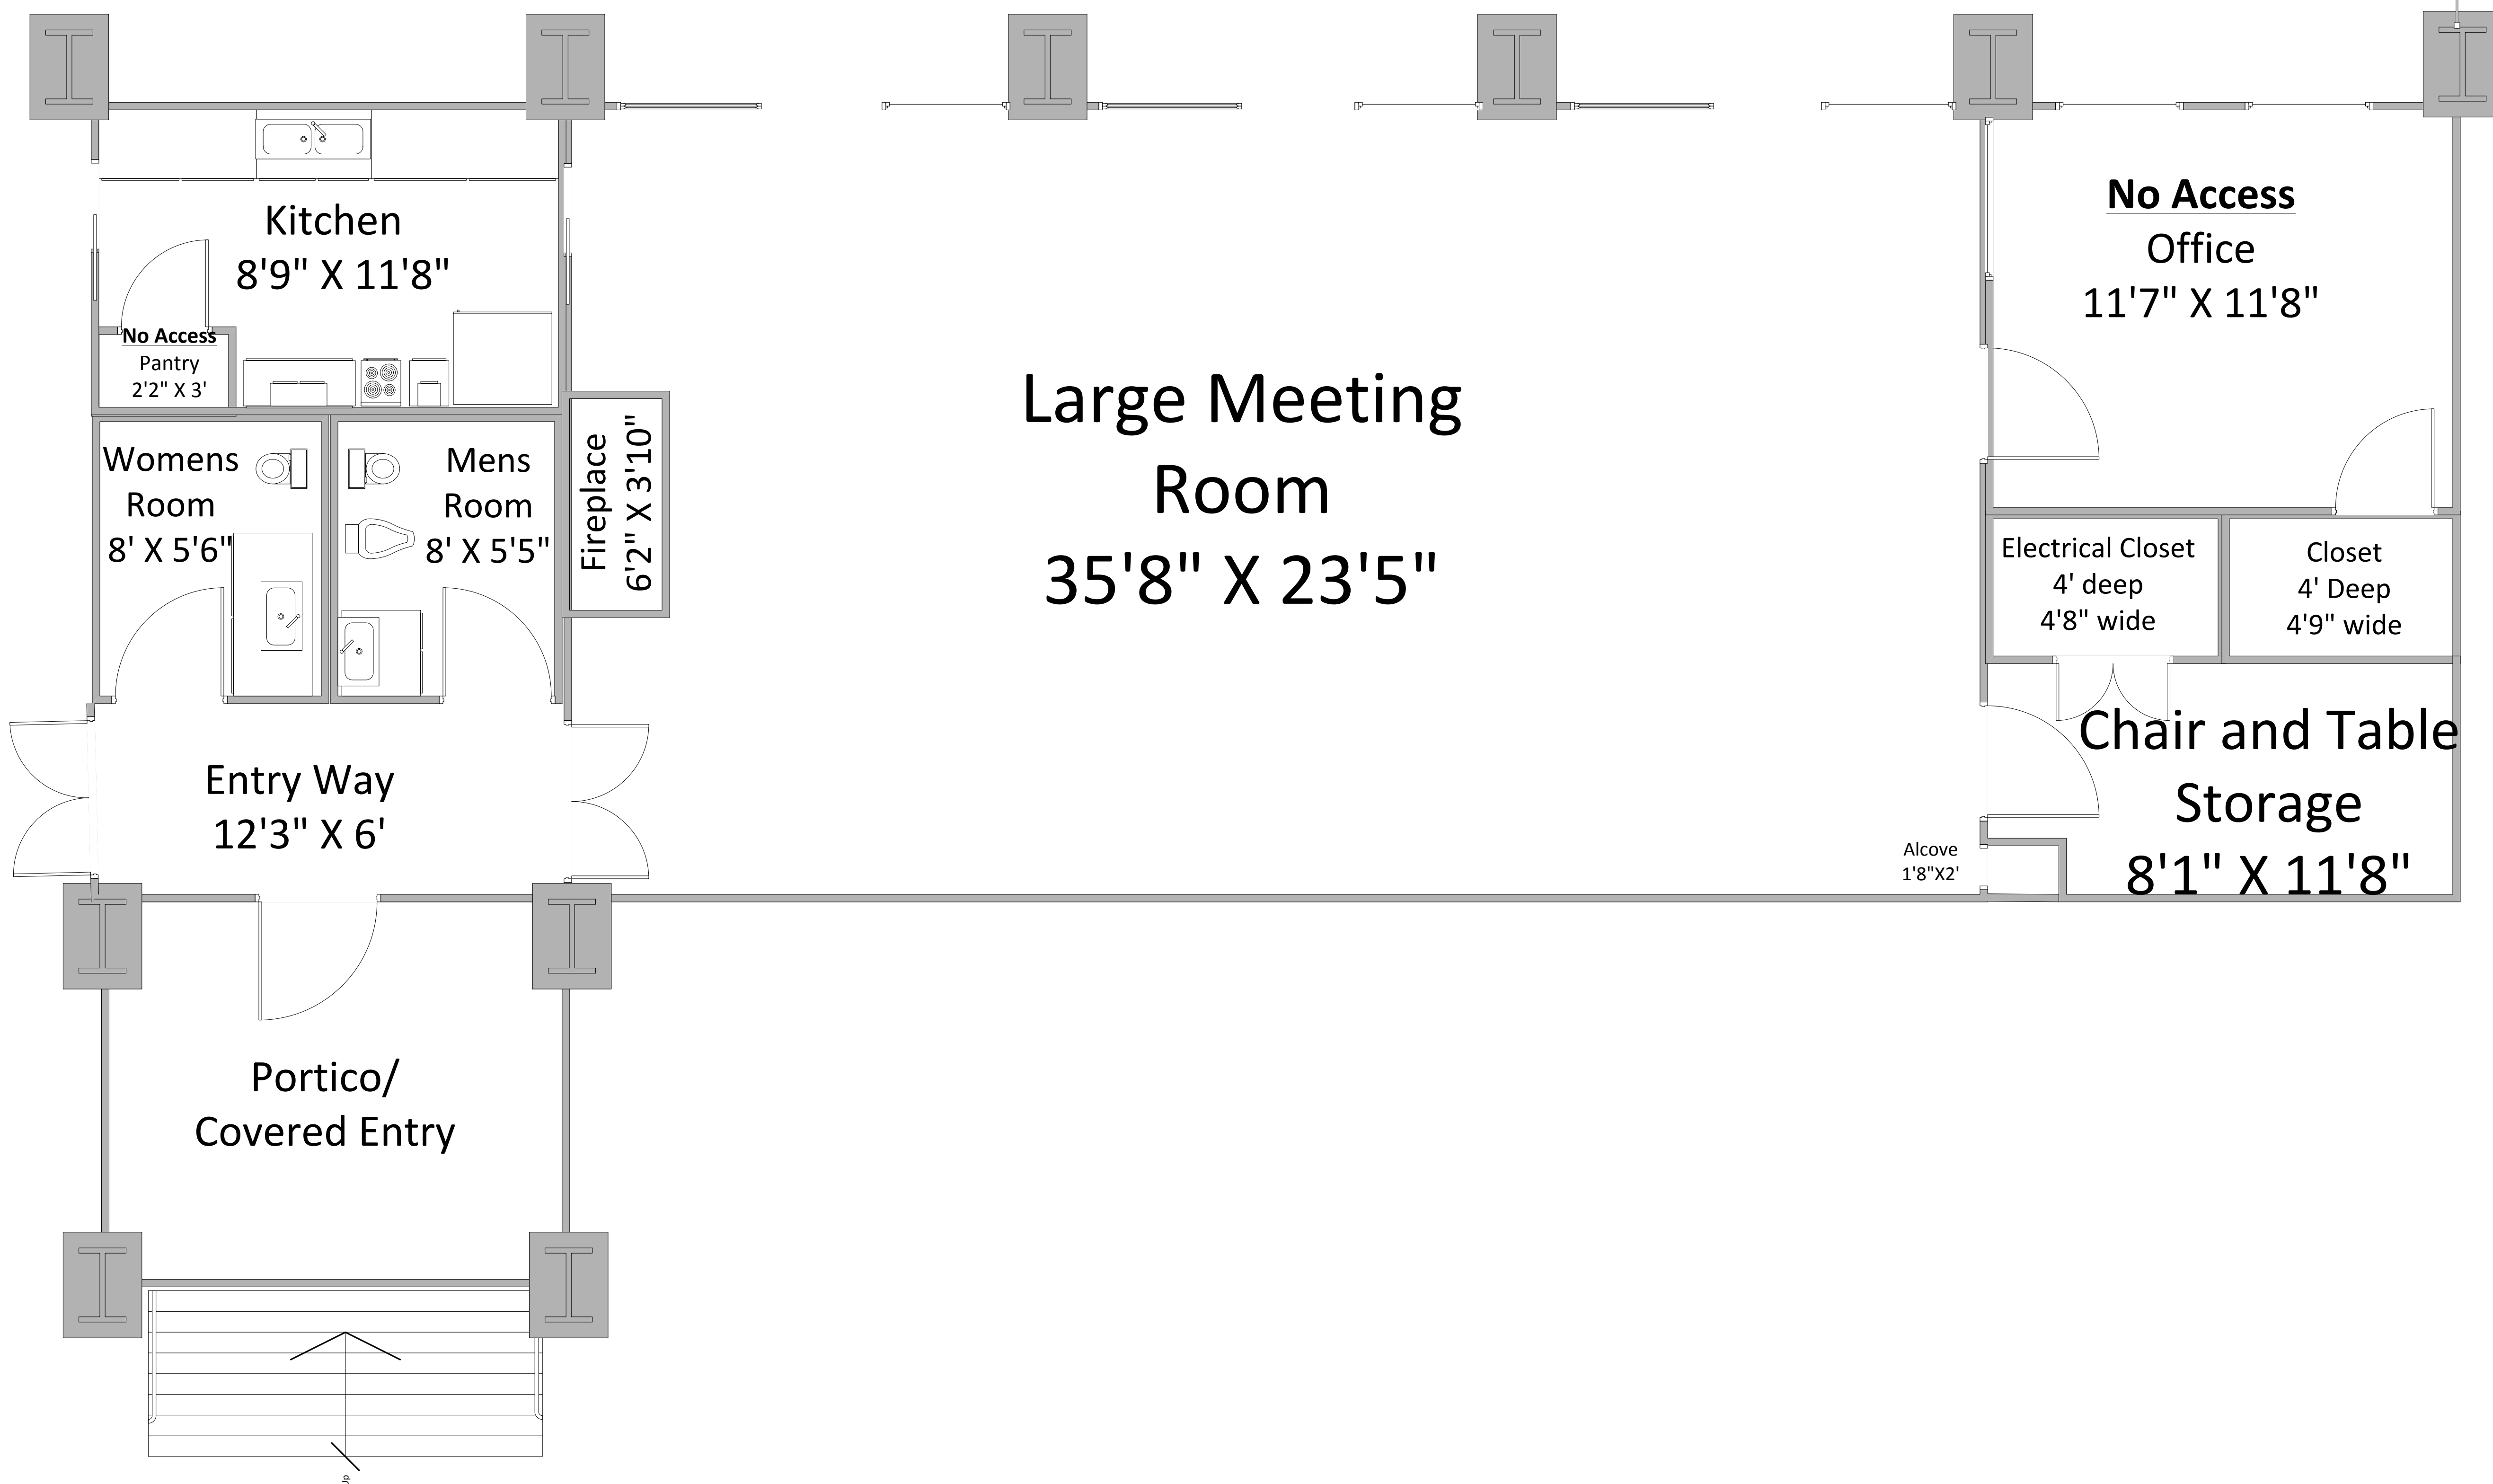 Kitchen
8'9" X 11'8"
No Access
Pantry
2'2" X 3'
Womens
Room
8' X 5'6"
Mens
Room
8' X 5'5"
Fireplace
6'2" X 3'10"
Large Meeting
Room
35'8" X 23'5"
No Access
Office
11'7" X 11'8"
Electrical Closet
4' deep
4'8" wide
Closet
4' Deep
4'9" wide
Chair and Table
Storage
8'1" X 11'8"
Alcove
1'8"X2'
Entry Way
12'3" X 6'
Portico/
Covered Entry
Up